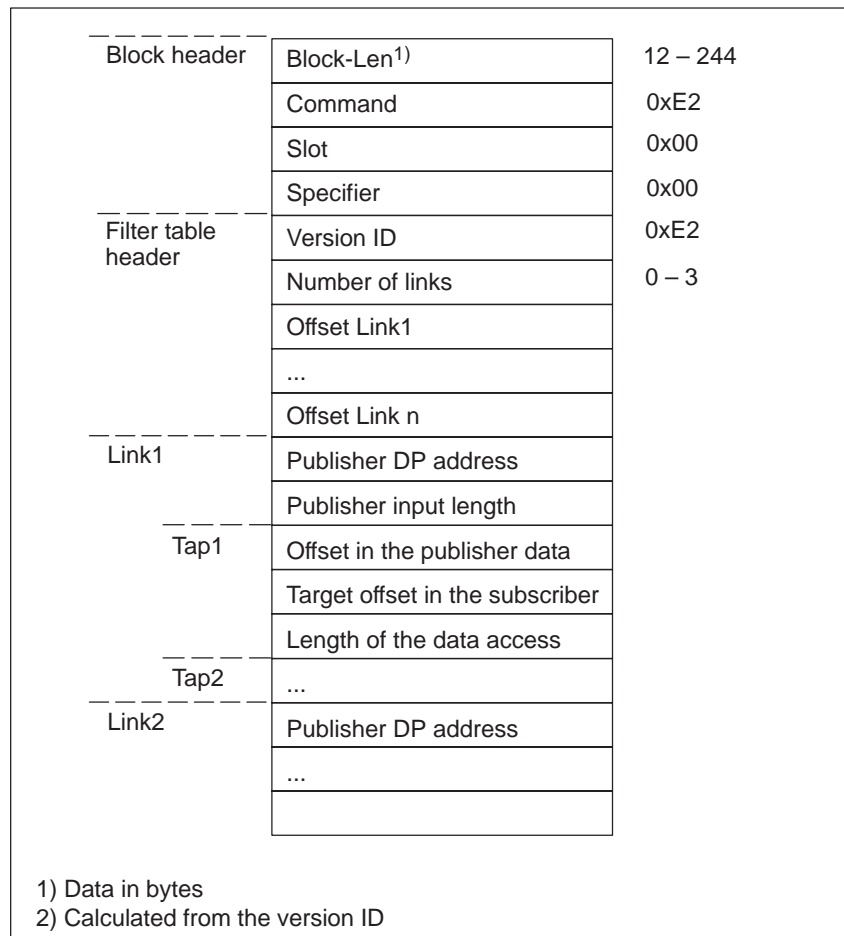 Block header Block-Len1) 12 – 244
Command 0xE2
Slot 0x00
Specifier 0x00
Filter table header Version ID 0xE2
Number of links 0 – 3
Offset Link1
...
Offset Link n
Link1 Publisher DP address
Publisher input length
Tap1 Offset in the publisher data
Target offset in the subscriber
Length of the data access
Tap2 ...
Link2 Publisher DP address
...
1) Data in bytes
2) Calculated from the version ID